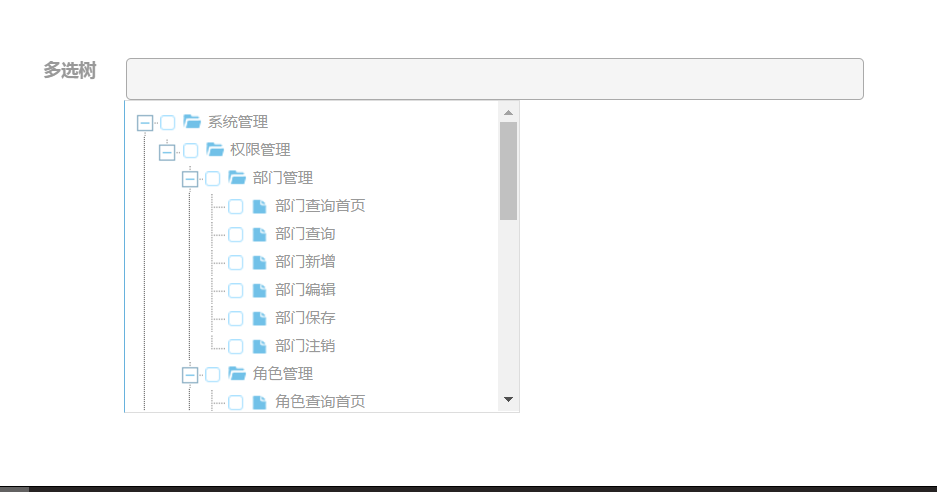 多选树
系统管理
权限管理
部门管理
部门查询首页
部门查询
部门新增
部门编辑
部门保存
部门注销
角色管理
角色查询首页